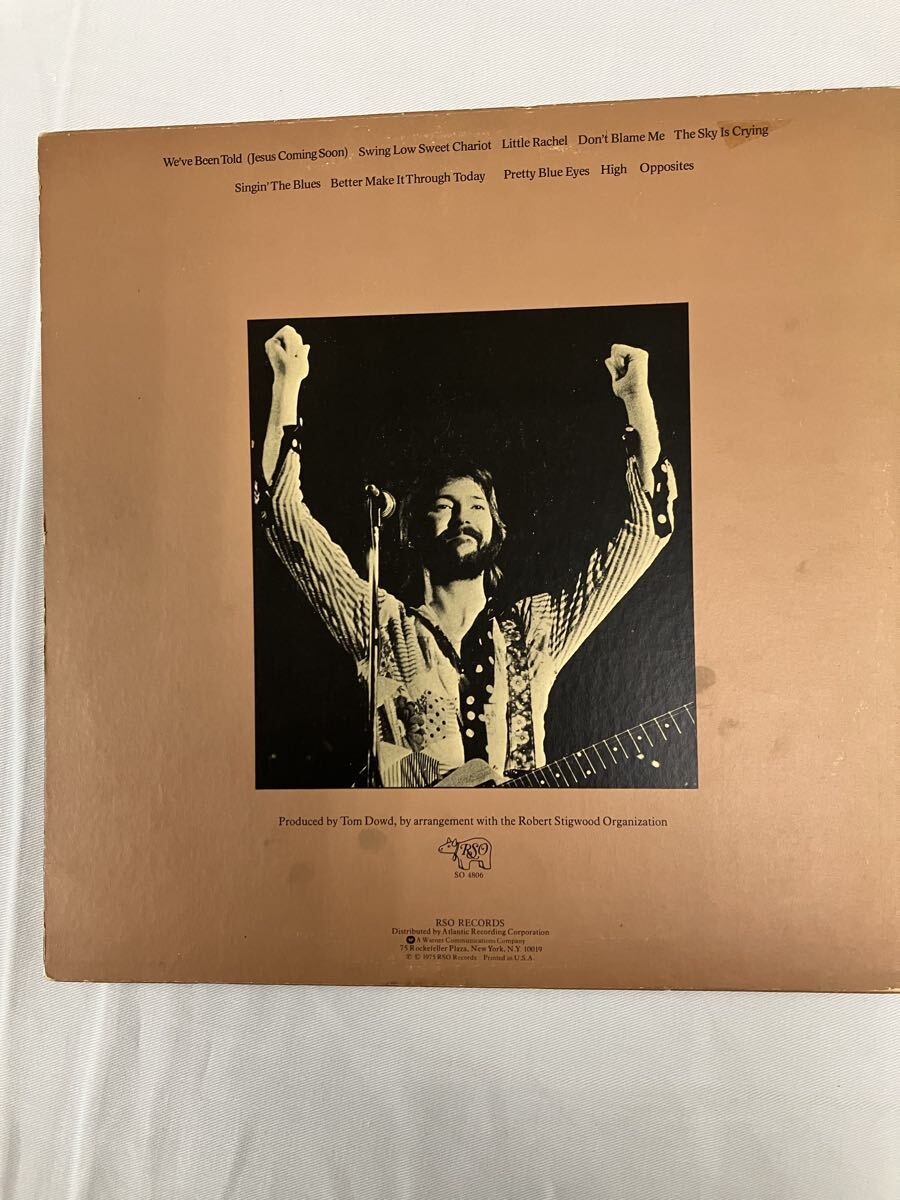 We've Been Told (Jesus Coming Soon) Swing Low Sweet Chariot Little Rachel Don't Blame Me The Sky Is Crying
Singin' The Blues Better Make It Through Today Pretty Blue Eyes High Opposites
Produced by Tom Dowd, by arrangement with the Robert Stigwood Organization
RSO
SO 4806
RSO RECORDS
Distributed by Atlantic Recording Corporation
A Warner Communications Company
75 Rockefeller Plaza, New York, N.Y. 10019
℗ © 1975 RSO Records Printed in U.S.A.